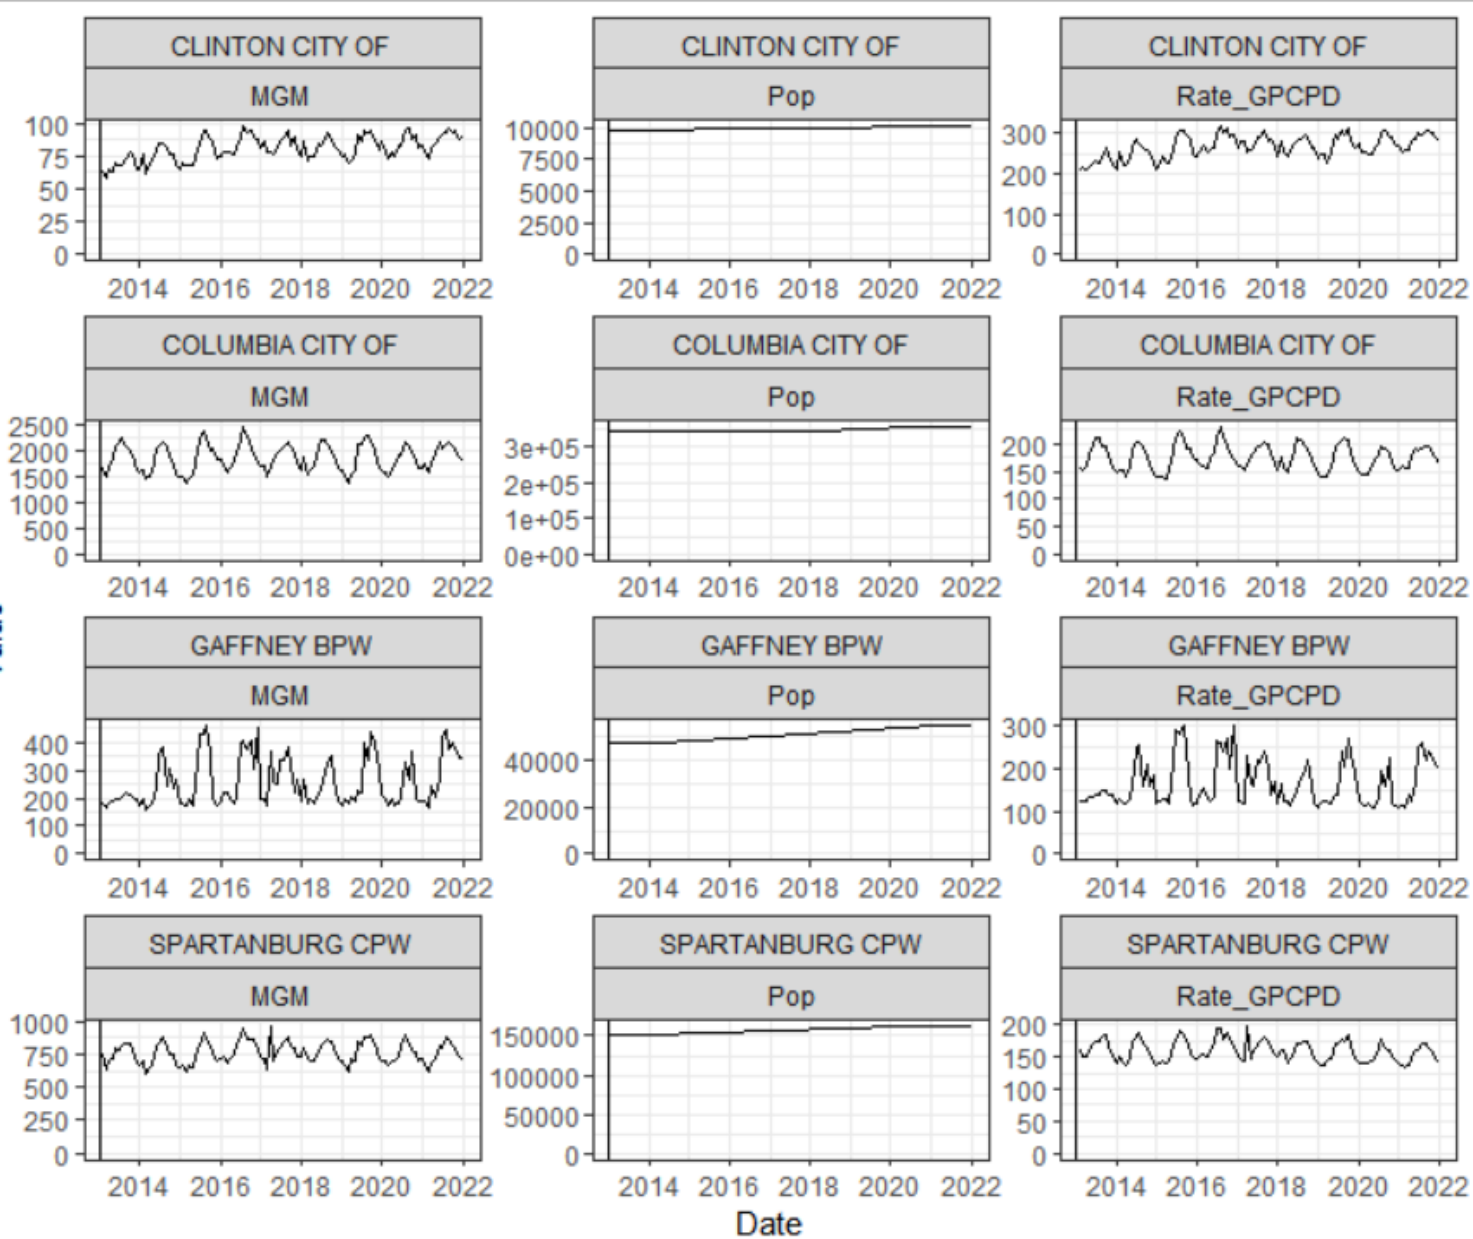 CLINTON CITY OF CLINTON CITY OF CLINTON CITY OF
MGM Pop Rate_GPCPD
100 10000 300
75 7500 200
50 5000 100
25 2500 0
0 0
2014 2016 2018 2020 2022 2014 2016 2018 2020 2022 2014 2016 2018 2020 2022
COLUMBIA CITY OF COLUMBIA CITY OF COLUMBIA CITY OF
MGM Pop Rate_GPCPD
2500 3e+05 200
2000 2e+05 150
1500 1e+05 100
1000 0e+00 50
500 0
0
2014 2016 2018 2020 2022 2014 2016 2018 2020 2022 2014 2016 2018 2020 2022
GAFFNEY BPW GAFFNEY BPW GAFFNEY BPW
MGM Pop Rate_GPCPD
400 40000 300
300 20000 200
200 0 100
100 0
0
2014 2016 2018 2020 2022 2014 2016 2018 2020 2022 2014 2016 2018 2020 2022
SPARTANBURG CPW SPARTANBURG CPW SPARTANBURG CPW
MGM Pop Rate_GPCPD
1000 150000 200
750 100000 150
500 50000 100
250 0 50
0 0
2014 2016 2018 2020 2022 2014 2016 2018 2020 2022 2014 2016 2018 2020 2022
Date